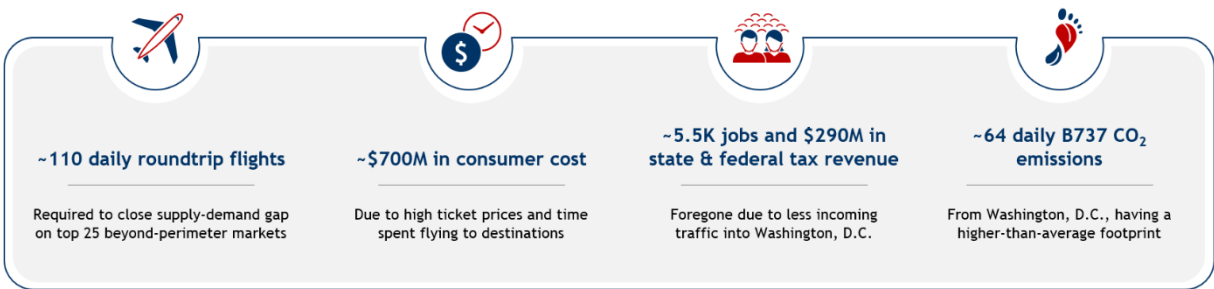 $
~110 daily roundtrip flights
Required to close supply-demand gap
on top 25 beyond-perimeter markets
~$700M in consumer cost
Due to high ticket prices and time
spent flying to destinations
~5.5K jobs and $290M in
state & federal tax revenue
Foregone due to less incoming
traffic into Washington, D.C.
~64 daily B737 CO₂
emissions
From Washington, D.C., having a
higher-than-average footprint